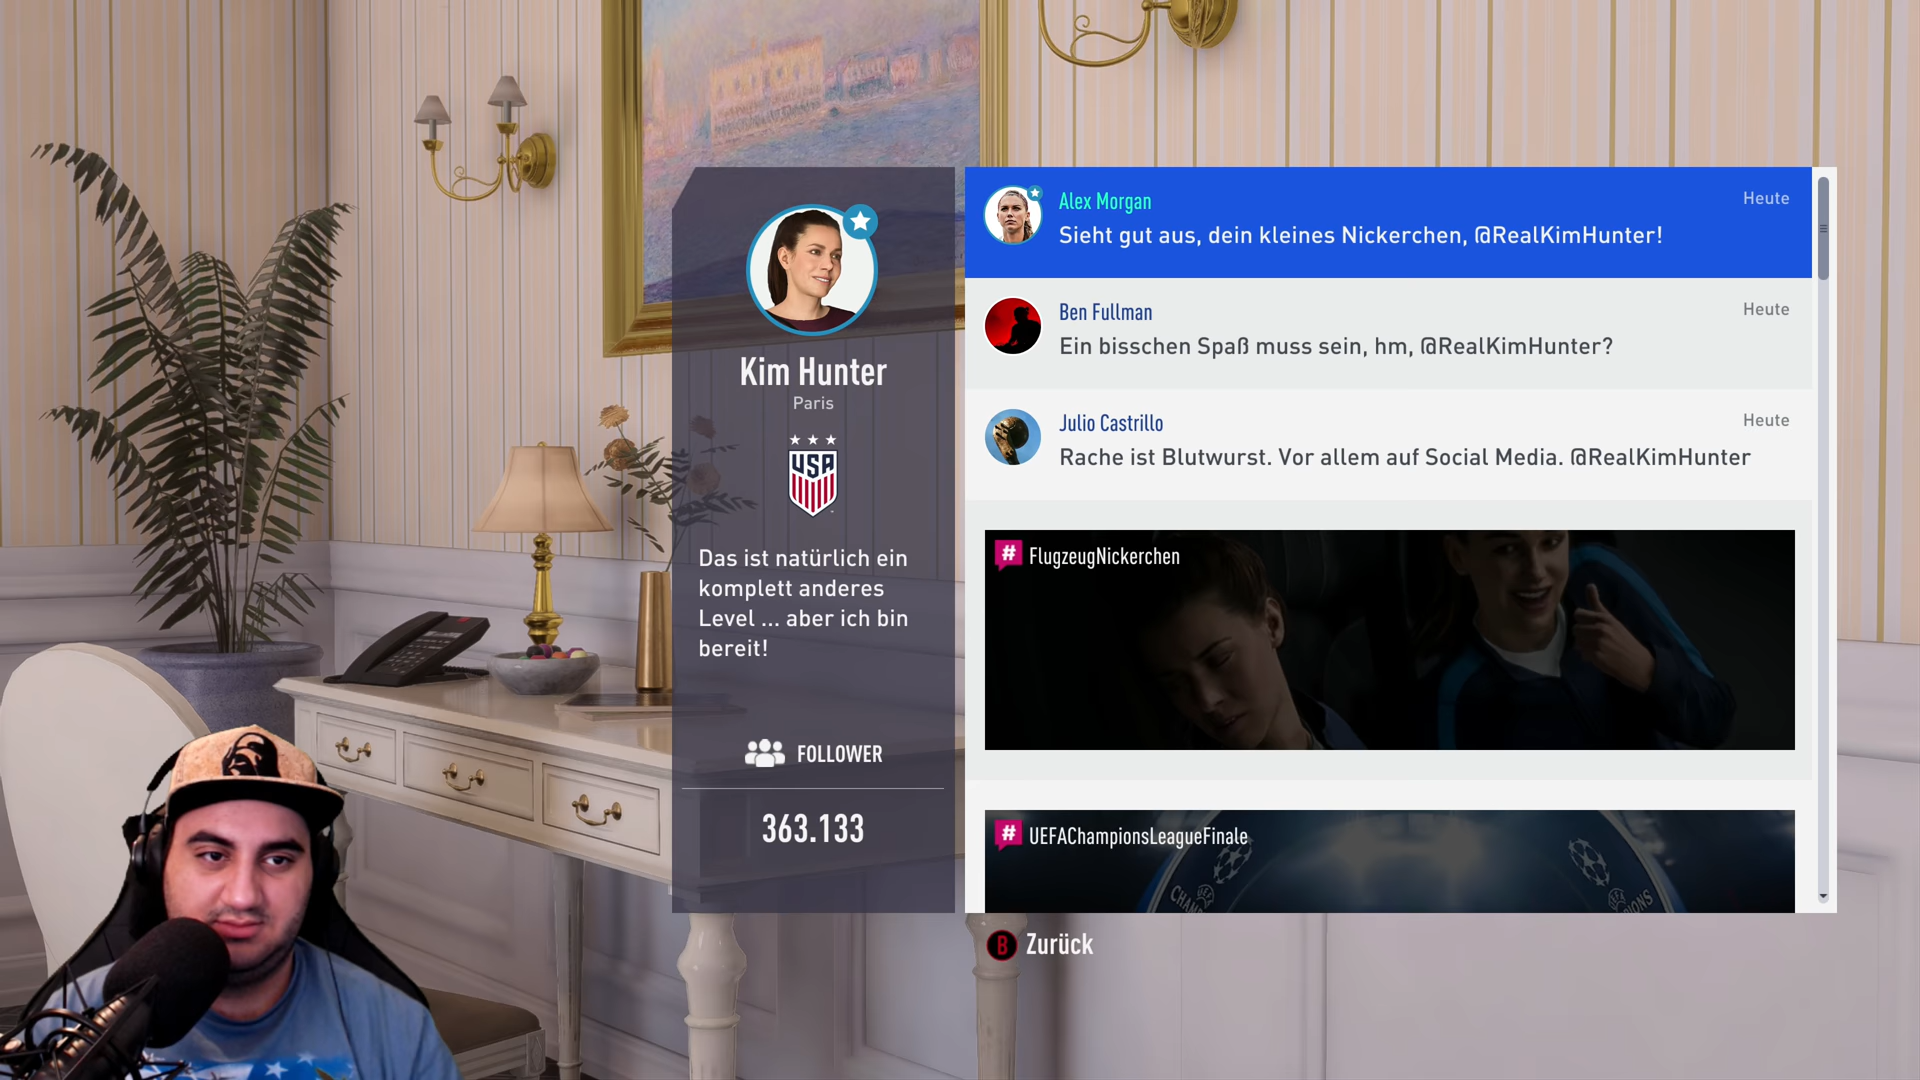 Kim Hunter
Paris
USA
Das ist natürlich ein
komplett anderes
Level ... aber ich bin
bereit!
FOLLOWER
363.133
Alex Morgan
Heute
Sieht gut aus, dein kleines Nickerchen, @RealKimHunter!
Ben Fullman
Heute
Ein bisschen Spaß muss sein, hm, @RealKimHunter?
Julio Castrillo
Heute
Rache ist Blutwurst. Vor allem auf Social Media. @RealKimHunter
# FlugzeugNickerchen
# UEFAChampionsLeagueFinale
B Zurück